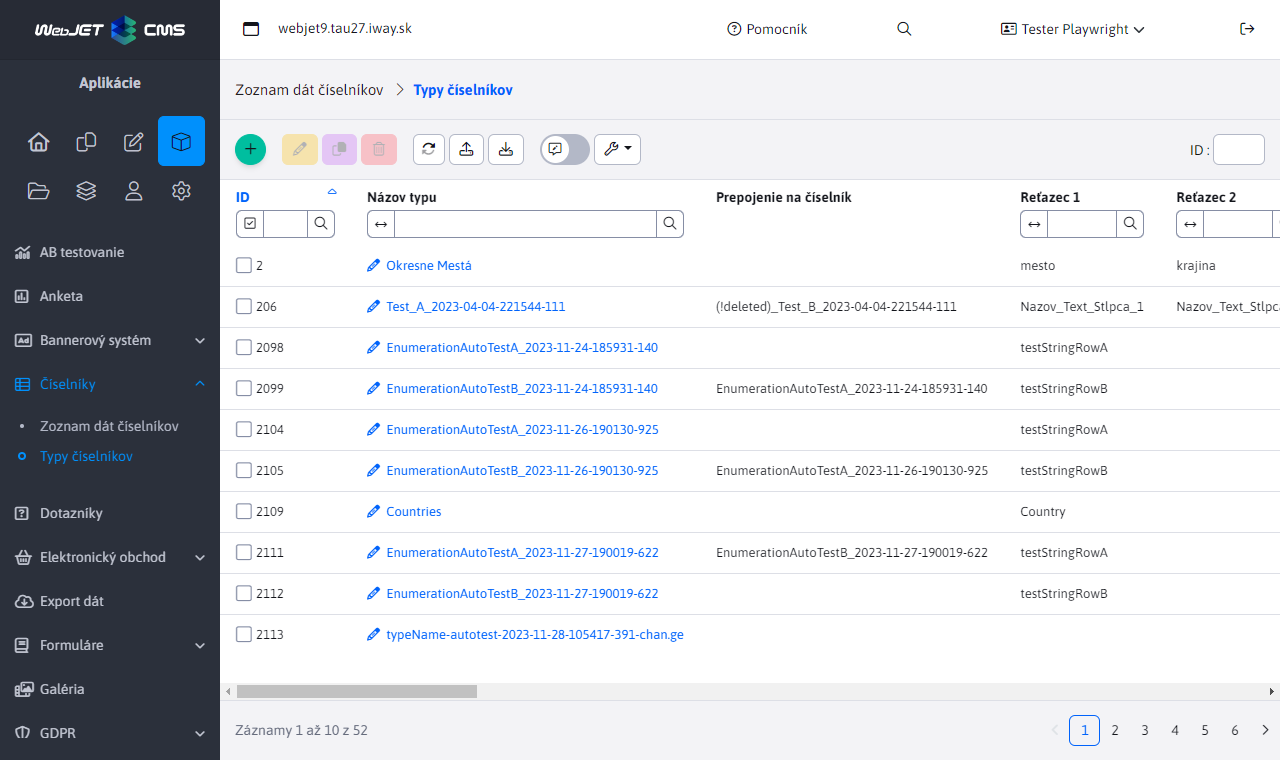 WebJET CMS
webjet9.tau27.iway.sk
Pomocník
Tester Playwright
Aplikácie
Zoznam dát číselníkov
Typy číselníkov
ID :
AB testovanie
Anketa
Bannerový systém
Číselníky
Zoznam dát číselníkov
Typy číselníkov
Dotazníky
Elektronický obchod
Export dát
Formuláre
Galéria
GDPR
ID Názov typu Prepojenie na číselník Reťazec 1 Reťazec 2
2 Okresne Mestá mesto krajina
206 Test_A_2023-04-04-221544-111 (!deleted)_Test_B_2023-04-04-221544-111 Nazov_Text_Stlpca_1 Nazov_Text_Stlpc
2098 EnumerationAutoTestA_2023-11-24-185931-140 testStringRowA
2099 EnumerationAutoTestB_2023-11-24-185931-140 EnumerationAutoTestA_2023-11-24-185931-140 testStringRowB
2104 EnumerationAutoTestA_2023-11-26-190130-925 testStringRowA
2105 EnumerationAutoTestB_2023-11-26-190130-925 EnumerationAutoTestA_2023-11-26-190130-925 testStringRowB
2109 Countries Country
2111 EnumerationAutoTestA_2023-11-27-190019-622 EnumerationAutoTestB_2023-11-27-190019-622 testStringRowA
2112 EnumerationAutoTestB_2023-11-27-190019-622 testStringRowB
2113 typeName-autotest-2023-11-28-105417-391-chan.ge
Záznamy 1 až 10 z 52
1 2 3 4 5 6